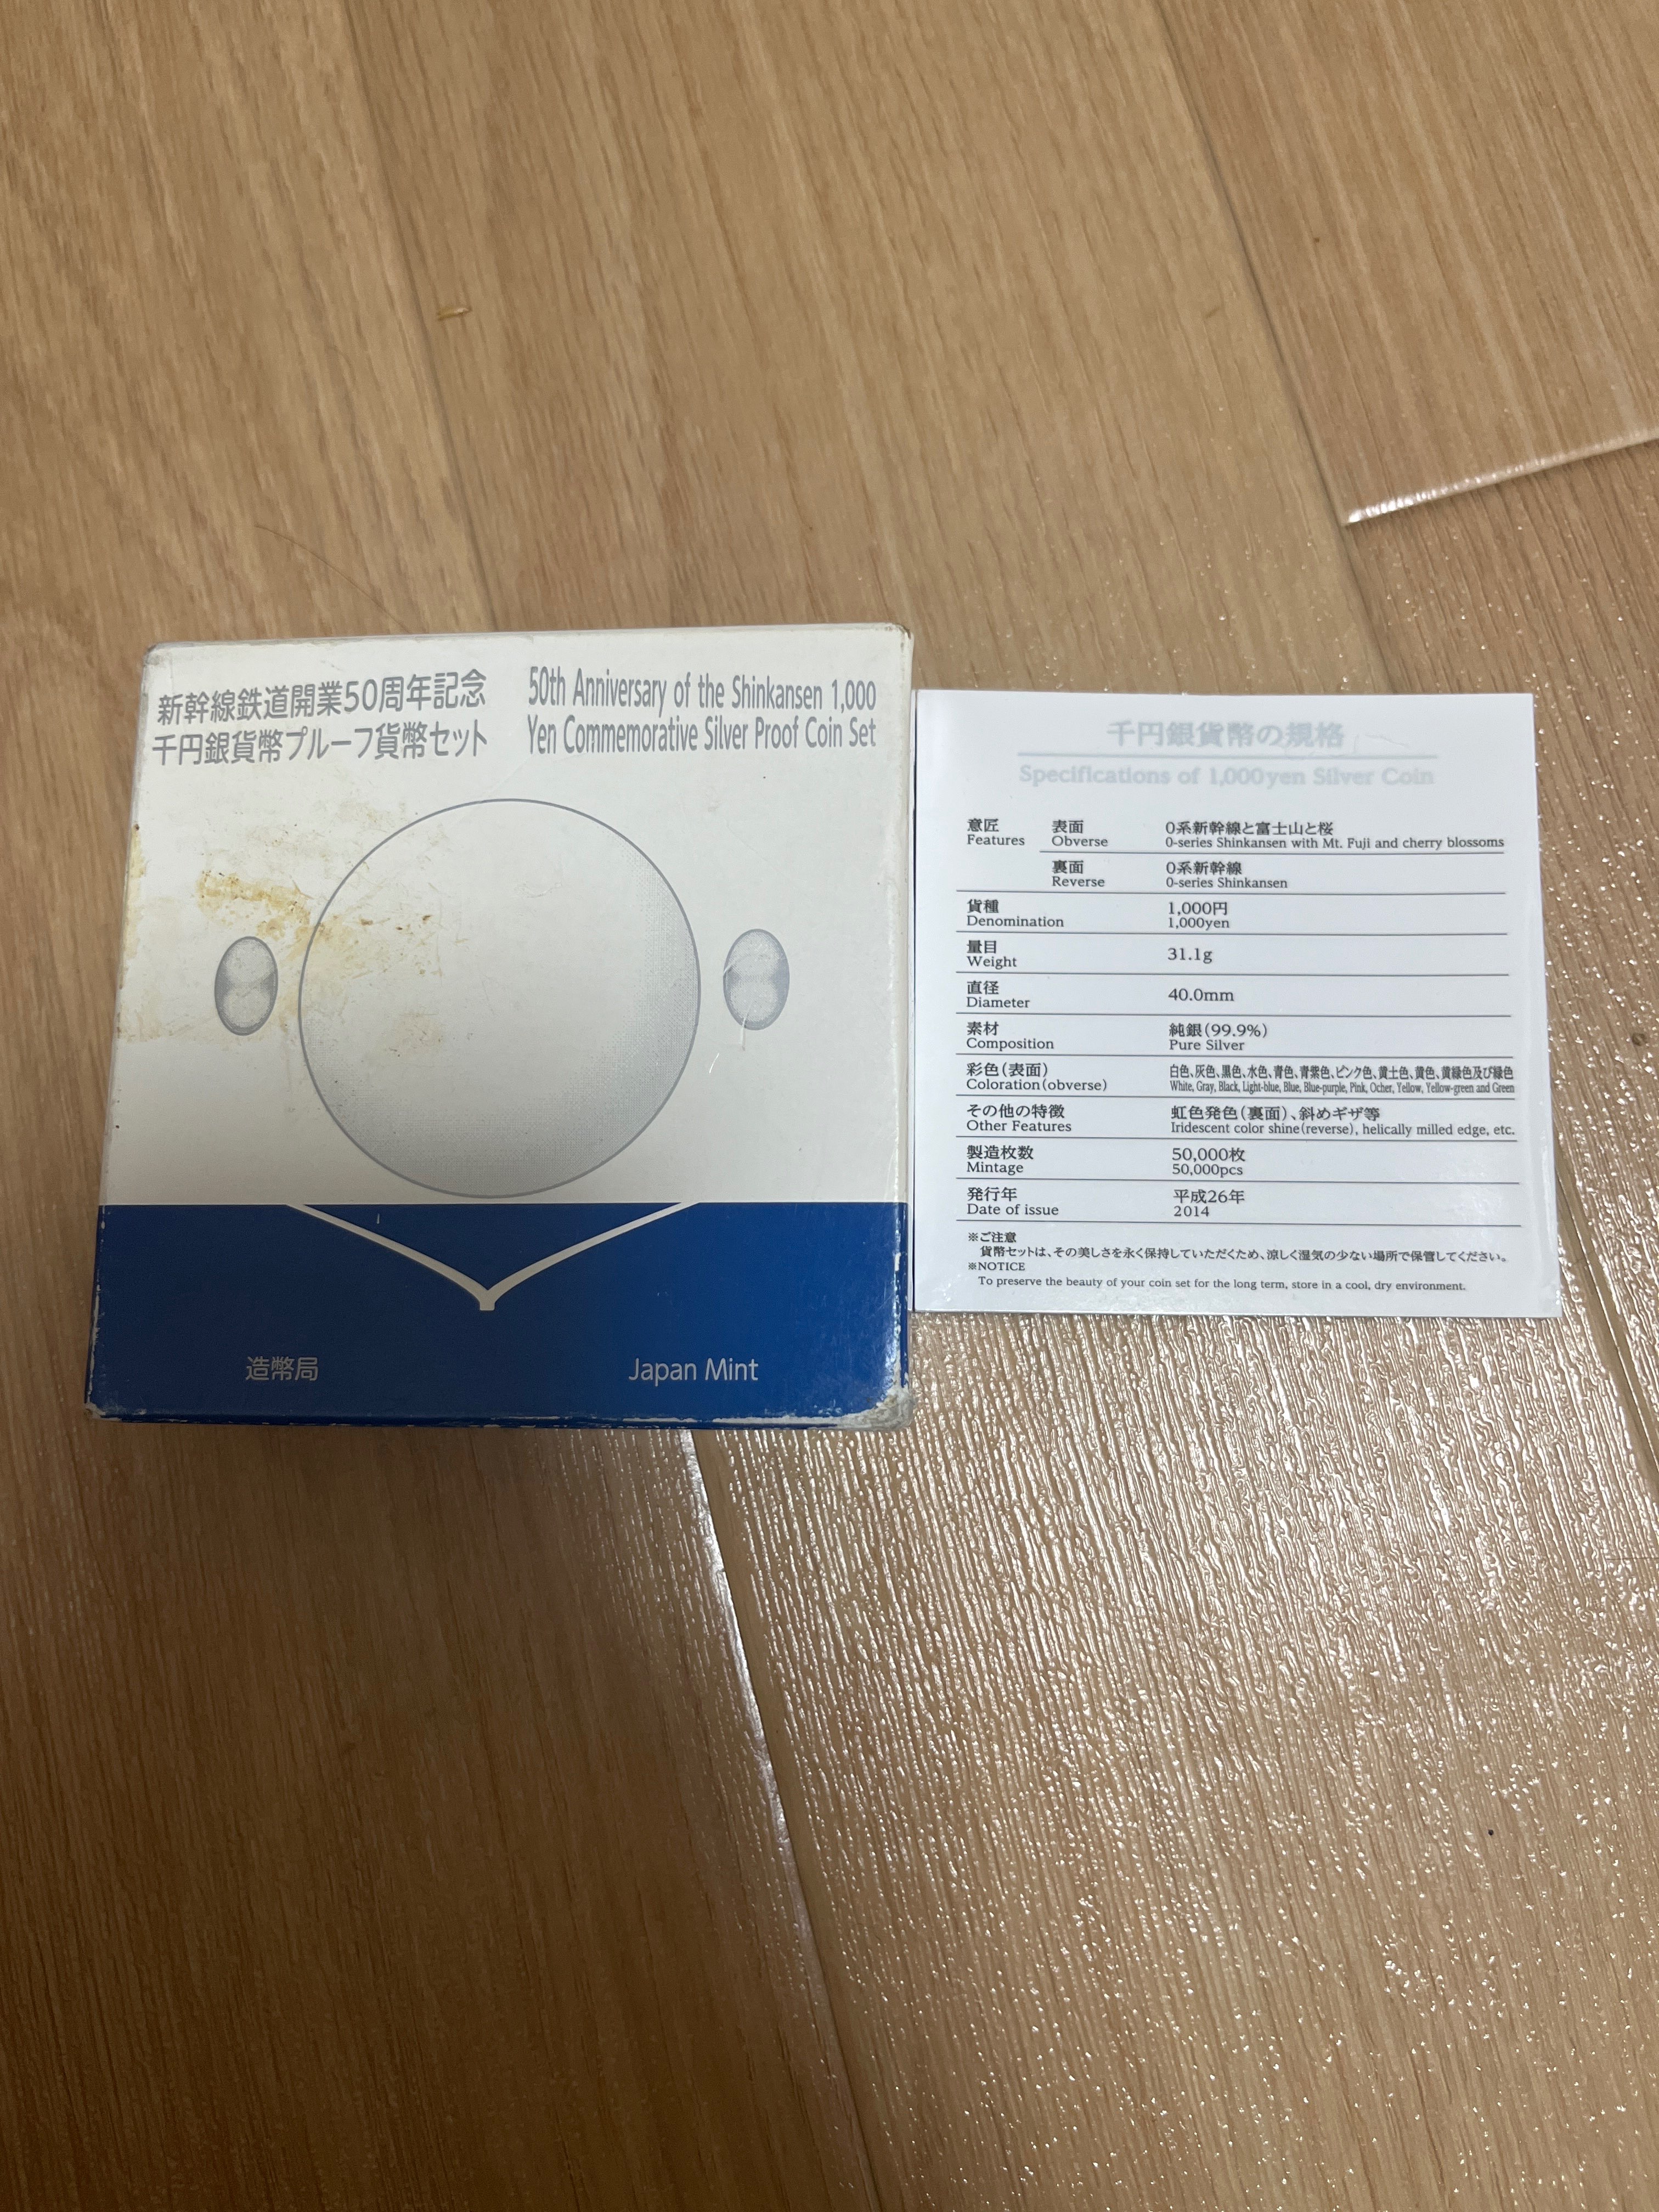 新幹線鉄道開業50周年記念
千円銀貨幣プルーフ貨幣セット
50th Anniversary of the Shinkansen 1,000
Yen Commemorative Silver Proof Coin Set
造幣局
Japan Mint
千円銀貨幣の規格
Specifications of 1,000yen Silver Coin
意匠 表面 0系新幹線と富士山と桜
Features Obverse 0-series Shinkansen with Mt. Fuji and cherry blossoms
裏面 0系新幹線
Reverse 0-series Shinkansen
貨種 1,000円
Denomination 1,000yen
量目 31.1g
Weight
直径 40.0mm
Diameter
素材 純銀(99.9%)
Composition Pure Silver
彩色(表面) 白色、灰色、黒色、水色、青色、青紫色、ピンク色、黄土色、黄色、黄緑色及び緑色
Coloration(obverse) White, Gray, Black, Light-blue, Blue, Blue-purple, Pink, Ocher, Yellow, Yellow-green and Green
その他の特徴 虹色発色(裏面)、斜めギザ等
Other Features Iridescent color shine(reverse), helically milled edge, etc.
製造枚数 50,000枚
Mintage 50,000pcs
発行年 平成26年
Date of issue 2014
※ご注意
貨幣セットは、その美しさを永く保持していただくため、涼しく湿気の少ない場所で保管してください。
※NOTICE
To preserve the beauty of your coin set for the long term, store in a cool, dry environment.